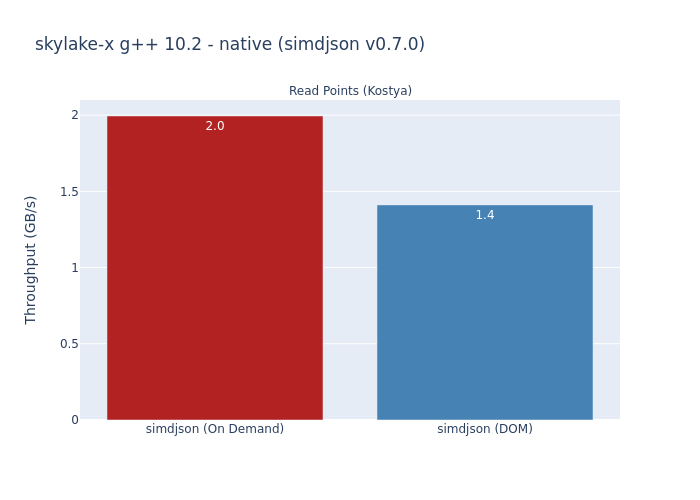 skylake-x g++ 10.2 - native (simdjson v0.7.0)
Read Points (Kostya)
Throughput (GB/s)
2
1.5
1
0.5
0
2.0
1.4
simdjson (On Demand)
simdjson (DOM)